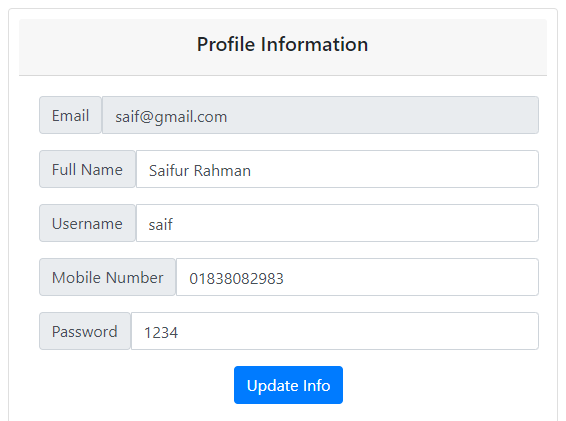 Profile Information
Email saif@gmail.com
Full Name Saifur Rahman
Username saif
Mobile Number 01838082983
Password 1234
Update Info